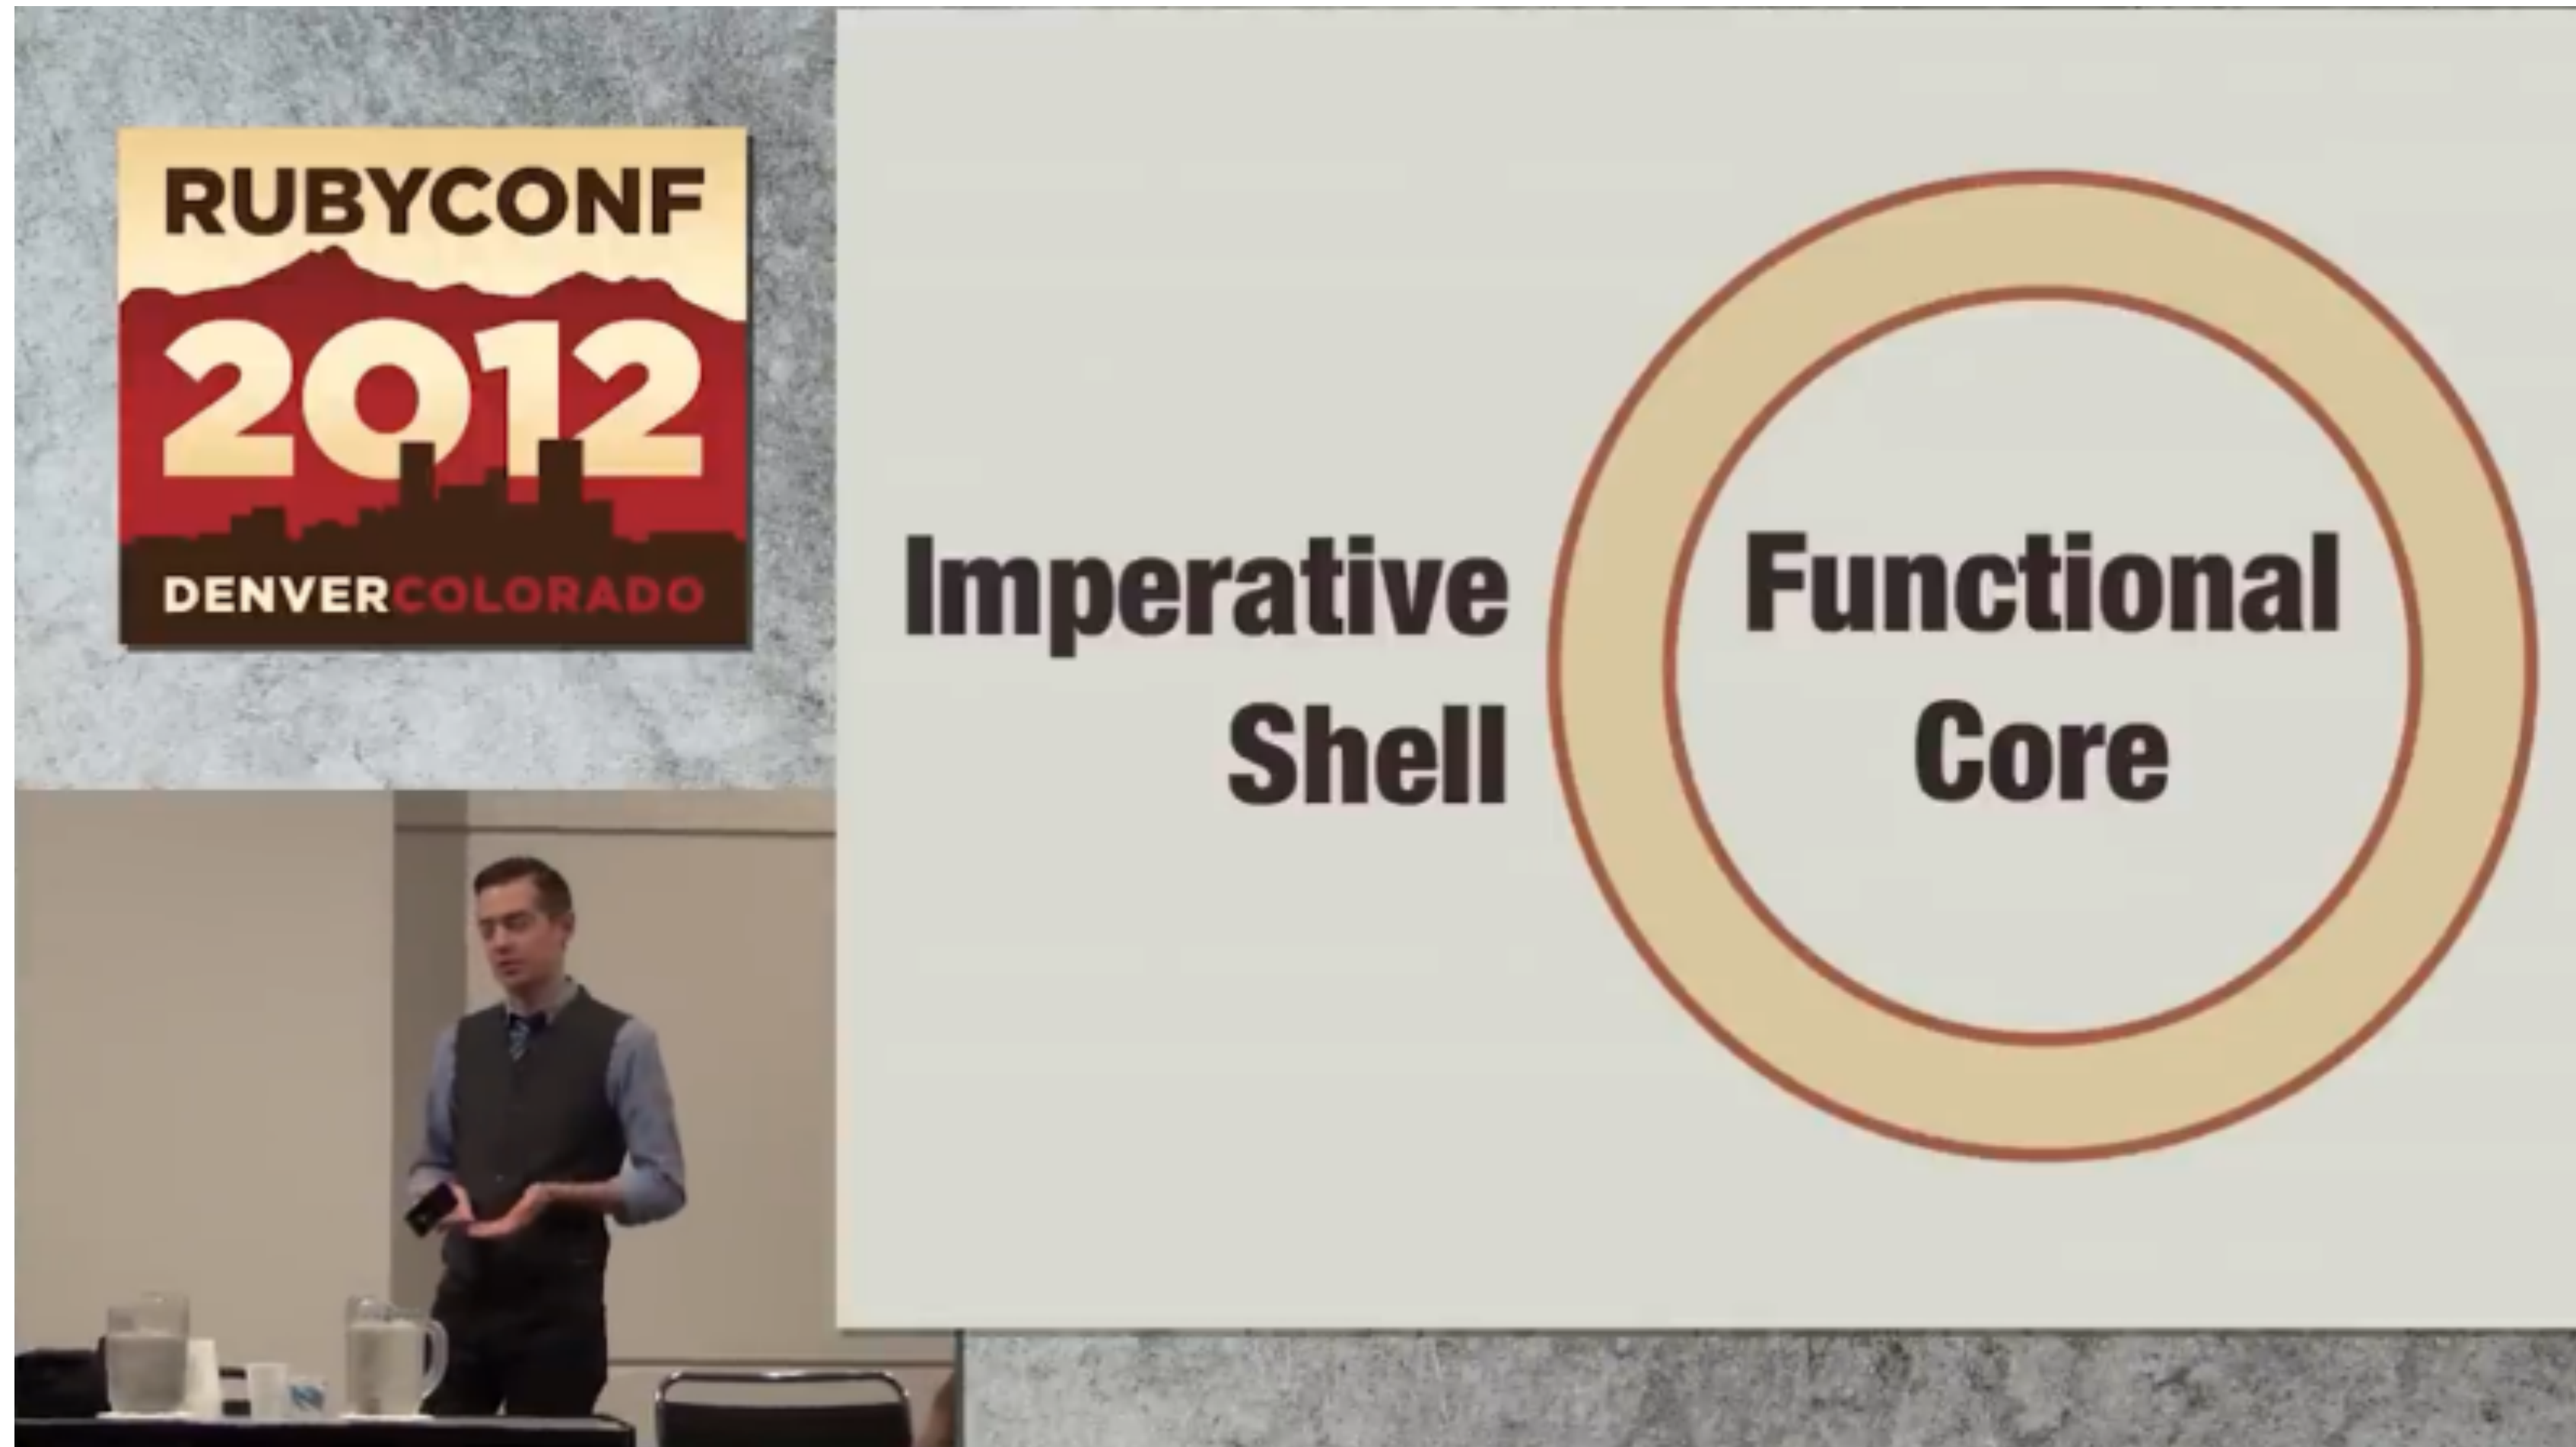 RUBYCONF
2012
DENVERCOLORADO
Imperative
Shell
Functional
Core